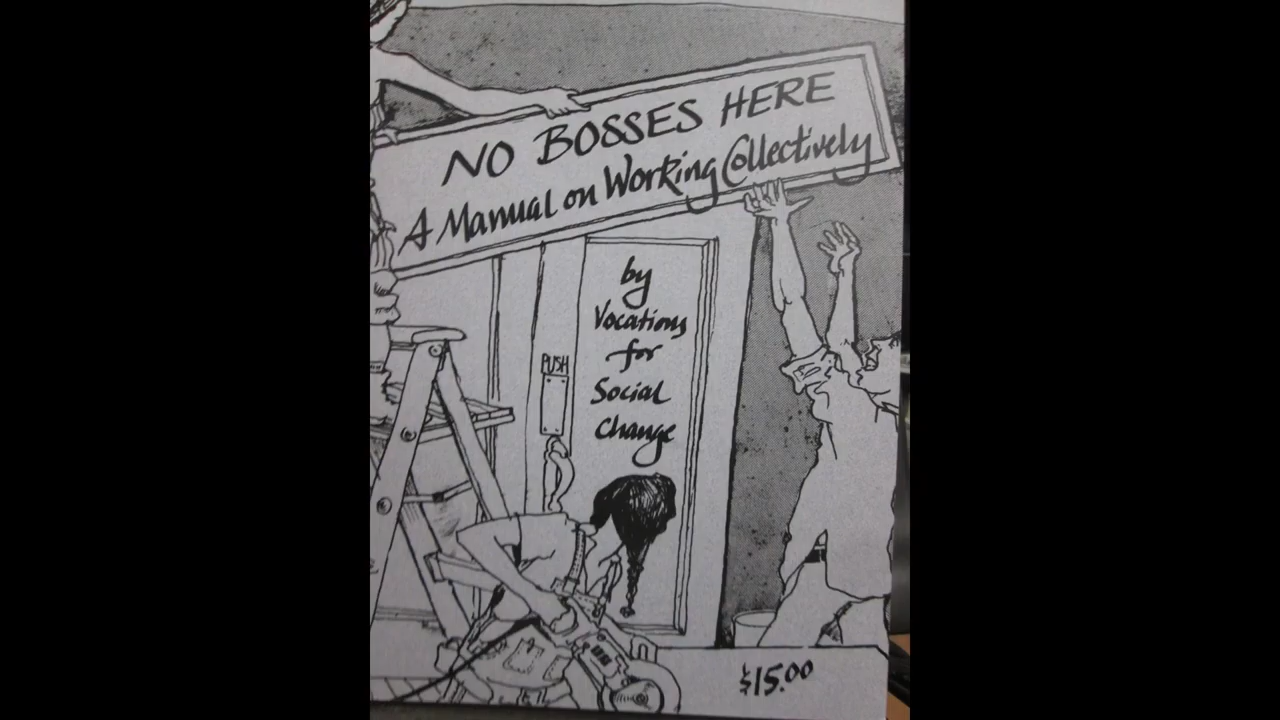 NO BOSSES HERE
A Manual on Working Collectively
by
Vocations
for
Social
Change
PUSH
$15.00